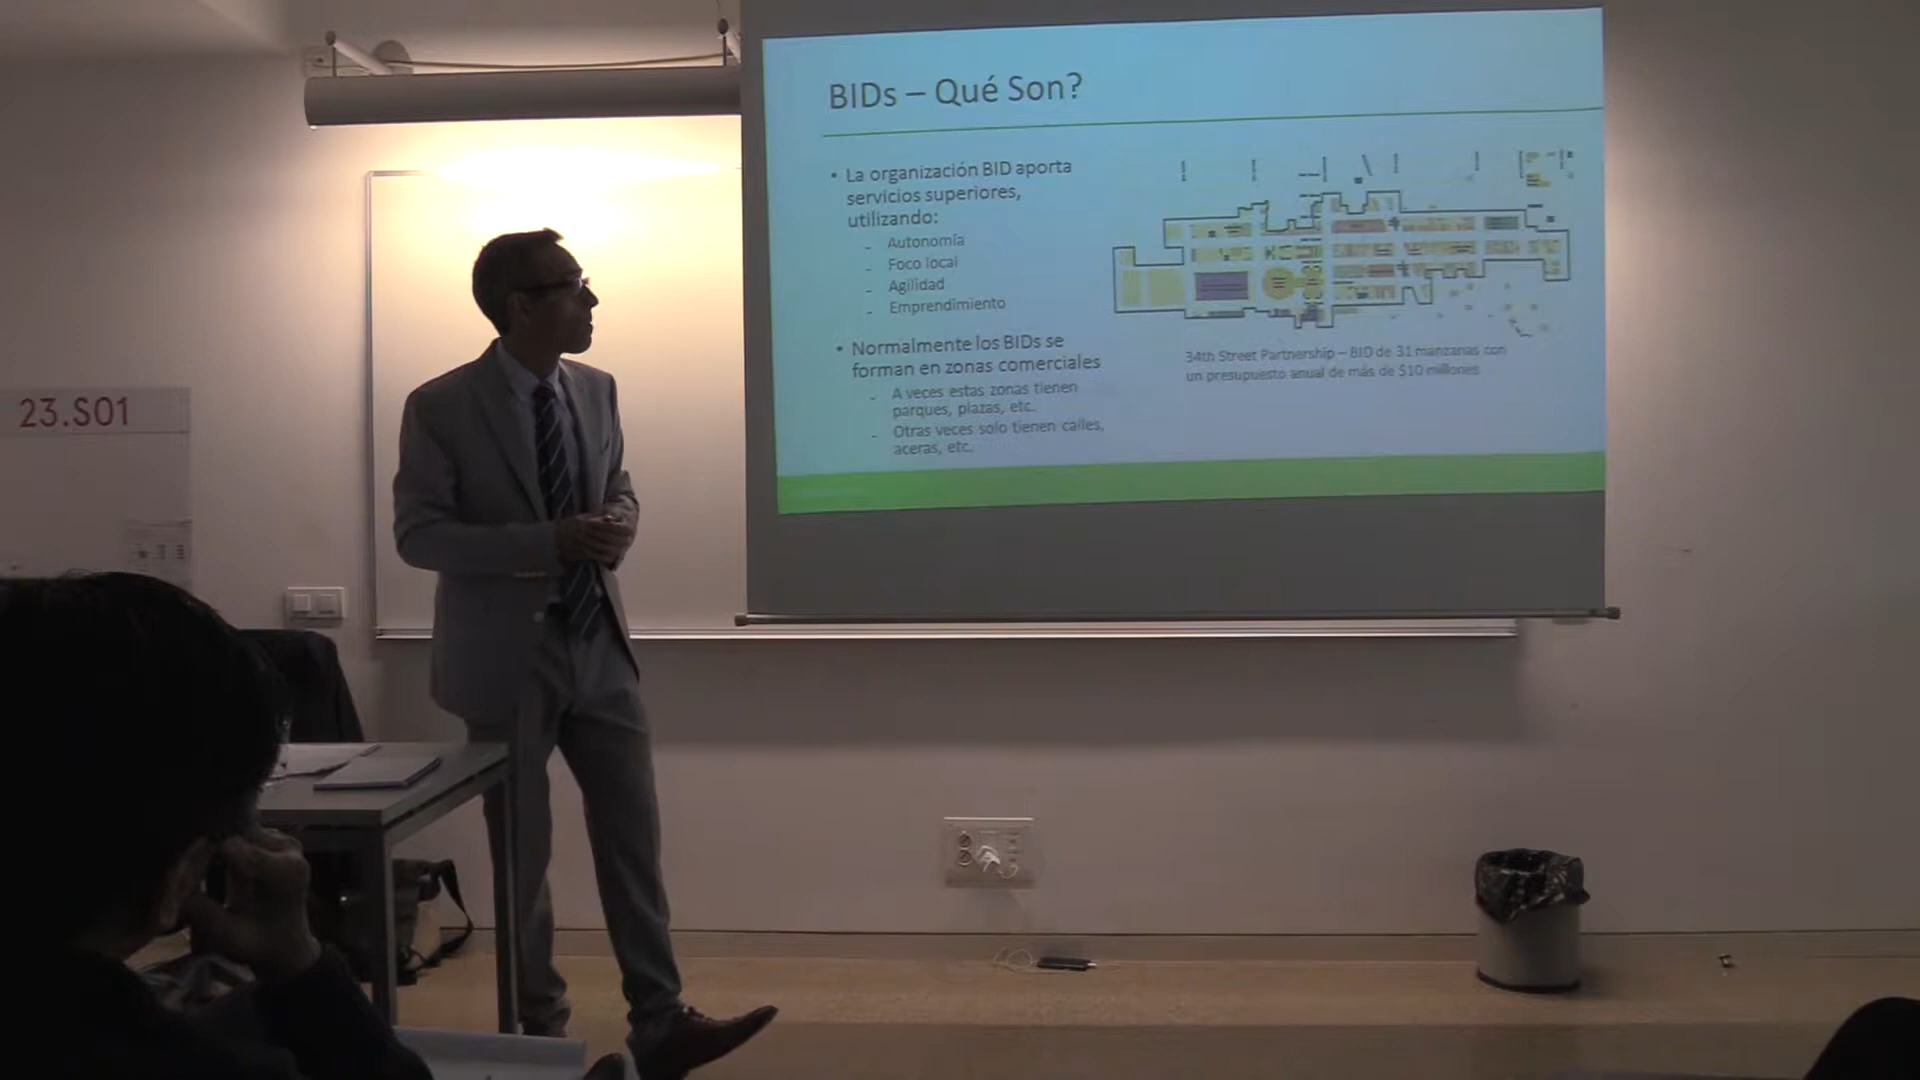 BIDs – Qué Son?
• La organización BID aporta
servicios superiores,
utilizando:
- Autonomía
- Foco local
- Agilidad
- Emprendimiento
• Normalmente los BIDs se
forman en zonas comerciales
- A veces estas zonas tienen
parques, plazas, etc.
- Otras veces solo tienen calles,
aceras, etc.
34th Street Partnership – BID de 31 manzanas con
un presupuesto anual de más de $10 millones
23.S01